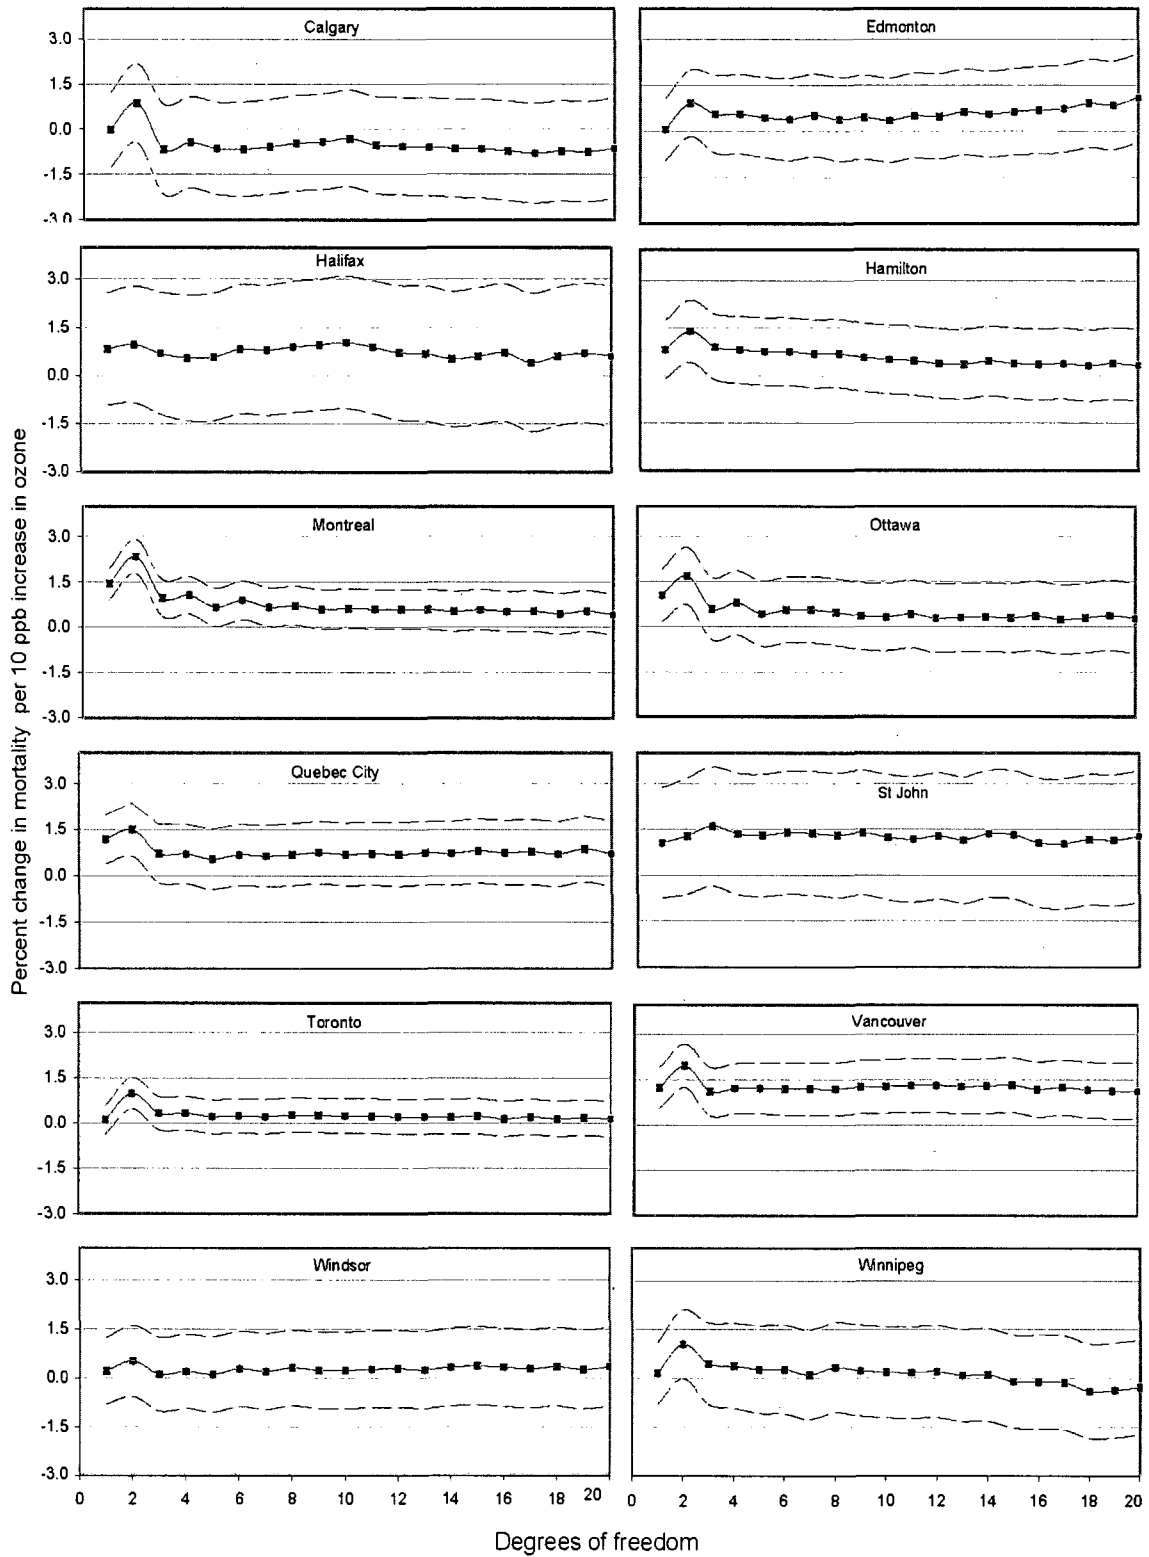 Calgary
Edmonton
3.0
1.5
0.0
-1.5
-3.0
Halifax
Hamilton
3.0
1.5
0.0
-1.5
-3.0
Montreal
Ottawa
3.0
1.5
0.0
-1.5
-3.0
Quebec City
St John
3.0
1.5
0.0
-1.5
-3.0
Toronto
Vancouver
3.0
1.5
0.0
-1.5
-3.0
Windsor
Winnipeg
3.0
1.5
0.0
-1.5
-3.0
0 2 4 6 8 10 12 14 16 18 20
0 2 4 6 8 10 12 14 16 18 20
Percent change in mortality per 10 ppb increase in ozone
Degrees of freedom